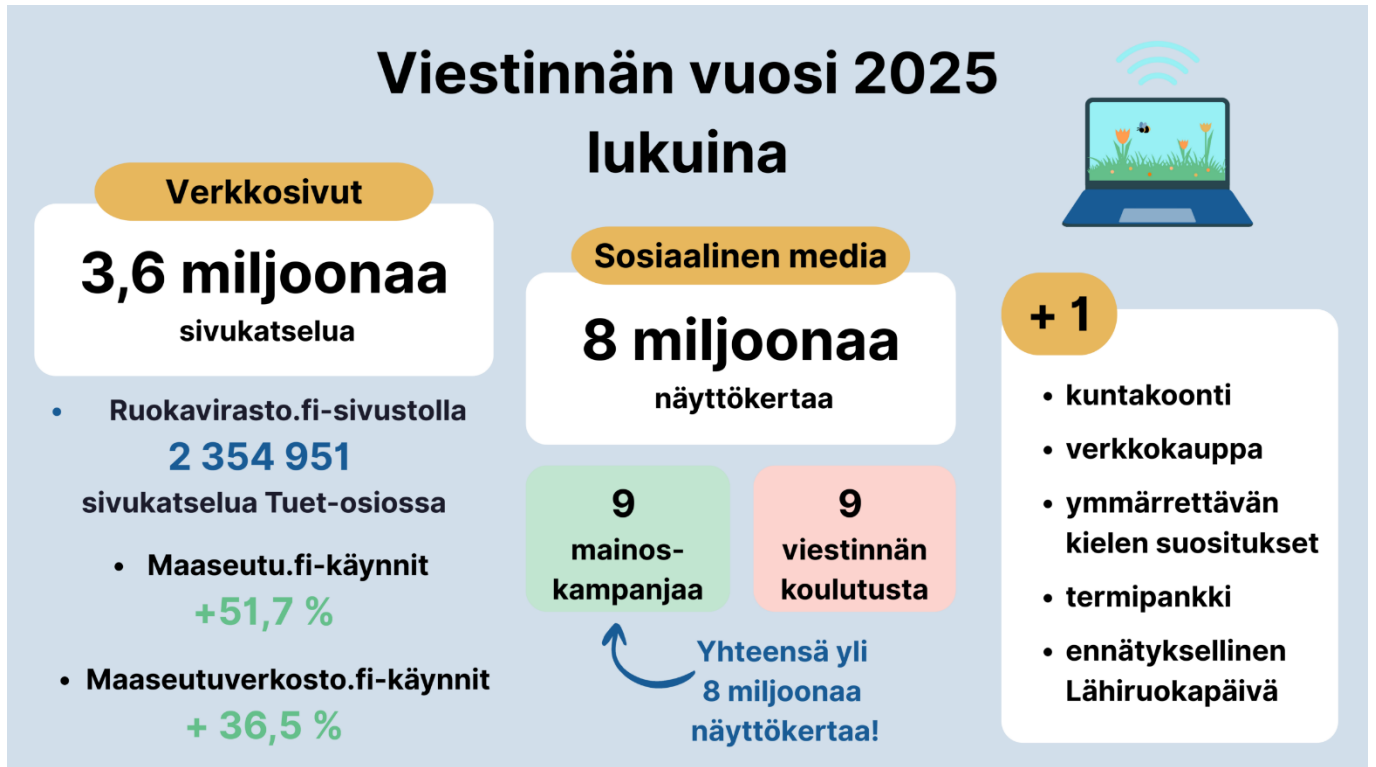 Viestinnän vuosi 2025
lukuina
Verkkosivut
3,6 miljoonaa
sivukatselua
• Ruokavirasto.fi-sivustolla
2 354 951
sivukatselua Tuet-osiossa
• Maaseutu.fi-käynnit
+51,7 %
• Maaseutuverkosto.fi-käynnit
+ 36,5 %
Sosiaalinen media
8 miljoonaa
näyttökertaa
9
mainos-
kampanjaa
9
viestinnän
koulutusta
Yhteensä yli
8 miljoonaa
näyttökertaa!
+ 1
• kuntakoonti
• verkkokauppa
• ymmärrettävän
kielen suositukset
• termipankki
• ennätyksellinen
Lähiruokapäivä